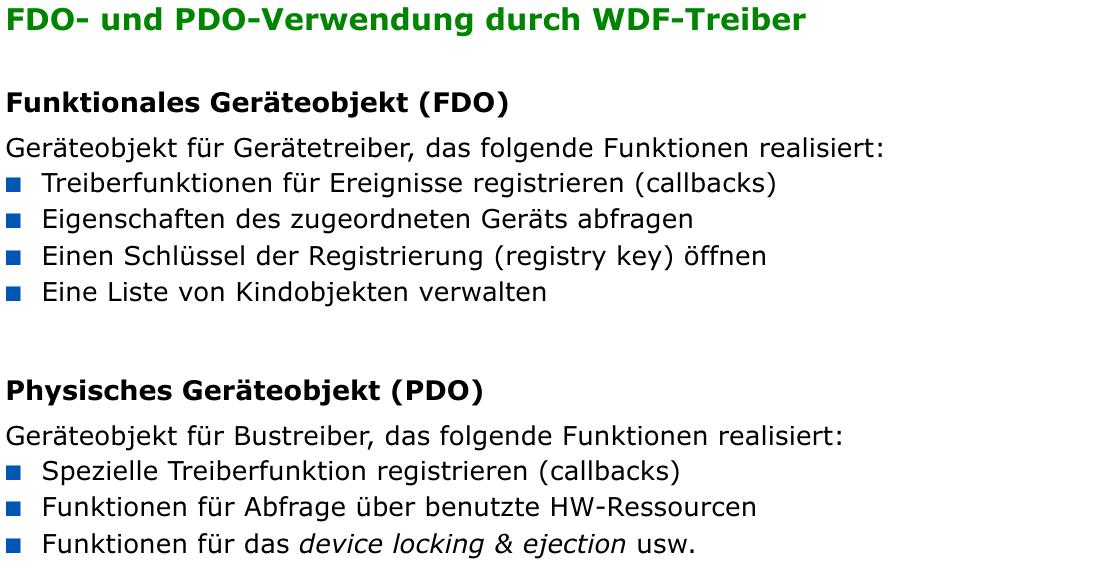 FDO- und PDO-Verwendung durch WDF-Treiber
Funktionales Geräteobjekt (FDO)
Geräteobjekt für Gerätetreiber, das folgende Funktionen realisiert:
Treiberfunktionen für Ereignisse registrieren (callbacks)
Eigenschaften des zugeordneten Geräts abfragen
Einen Schlüssel der Registrierung (registry key) öffnen
Eine Liste von Kindobjekten verwalten
Physisches Geräteobjekt (PDO)
Geräteobjekt für Bustreiber, das folgende Funktionen realisiert:
Spezielle Treiberfunktion registrieren (callbacks)
Funktionen für Abfrage über benutzte HW-Ressourcen
Funktionen für das device locking & ejection usw.